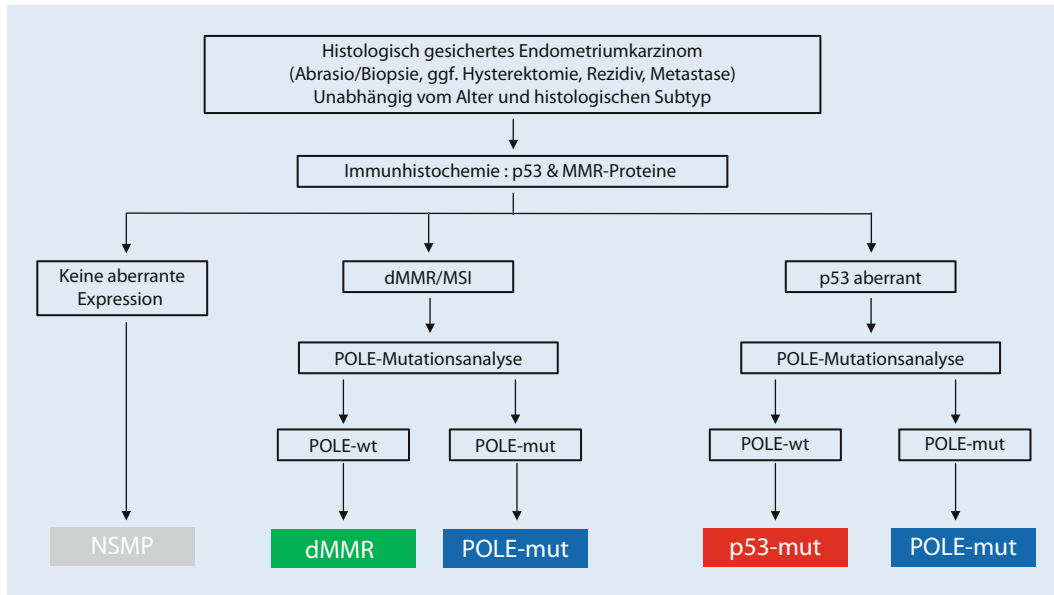 Histologisch gesichertes Endometriumkarzinom
(Abrasio/Biopsie, ggf. Hysterektomie, Rezidiv, Metastase)
Unabhängig vom Alter und histologischen Subtyp
Immunhistochemie : p53 & MMR-Proteine
Keine aberrante
Expression
dMMR/MSI
p53 aberrant
POLE-Mutationsanalyse
POLE-Mutationsanalyse
POLE-wt
POLE-mut
POLE-wt
POLE-mut
NSMP
dMMR
POLE-mut
p53-mut
POLE-mut